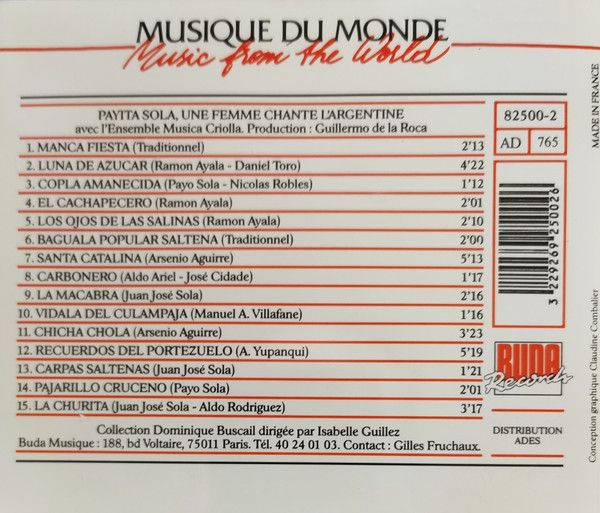 MUSIQUE DU MONDE
Music from the World
PAYITA SOLA, UNE FEMME CHANTE L'ARGENTINE
avec l'Ensemble Musica Criolla. Production : Guillermo de la Roca
1. MANCA FIESTA (Traditionnel) 2'13
2. LUNA DE AZUCAR (Ramon Ayala - Daniel Toro) 4'22
3. COPLA AMANECIDA (Payo Sola - Nicolas Robles) 1'12
4. EL CACHAPECERO (Ramon Ayala) 2'01
5. LOS OJOS DE LAS SALINAS (Ramon Ayala) 2'10
6. BAGUALA POPULAR SALTENA (Traditionnel) 2'00
7. SANTA CATALINA (Arsenio Aguirre) 5'13
8. CARBONERO (Aldo Ariel - José Cidade) 1'17
9. LA MACABRA (Juan José Sola) 2'16
10. VIDALA DEL CULAMPAJA (Manuel A. Villafane) 1'16
11. CHICHA CHOLA (Arsenio Aguirre) 3'23
12. RECUERDOS DEL PORTEZUELO (A. Yupanqui) 5'19
13. CARPAS SALTENAS (Juan José Sola) 1'21
14. PAJARILLO CRUCENO (Payo Sola) 2'01
15. LA CHURITA (Juan José Sola - Aldo Rodriguez) 3'17
Collection Dominique Buscail dirigée par Isabelle Guillez
Buda Musique : 188, bd Voltaire, 75011 Paris. Tél. 40 24 01 03. Contact : Gilles Fruchaux.
82500-2
AD 765
3 229269 250026
BUDA
Records
DISTRIBUTION
ADES
MADE IN FRANCE
Conception graphique Claudine Combalier